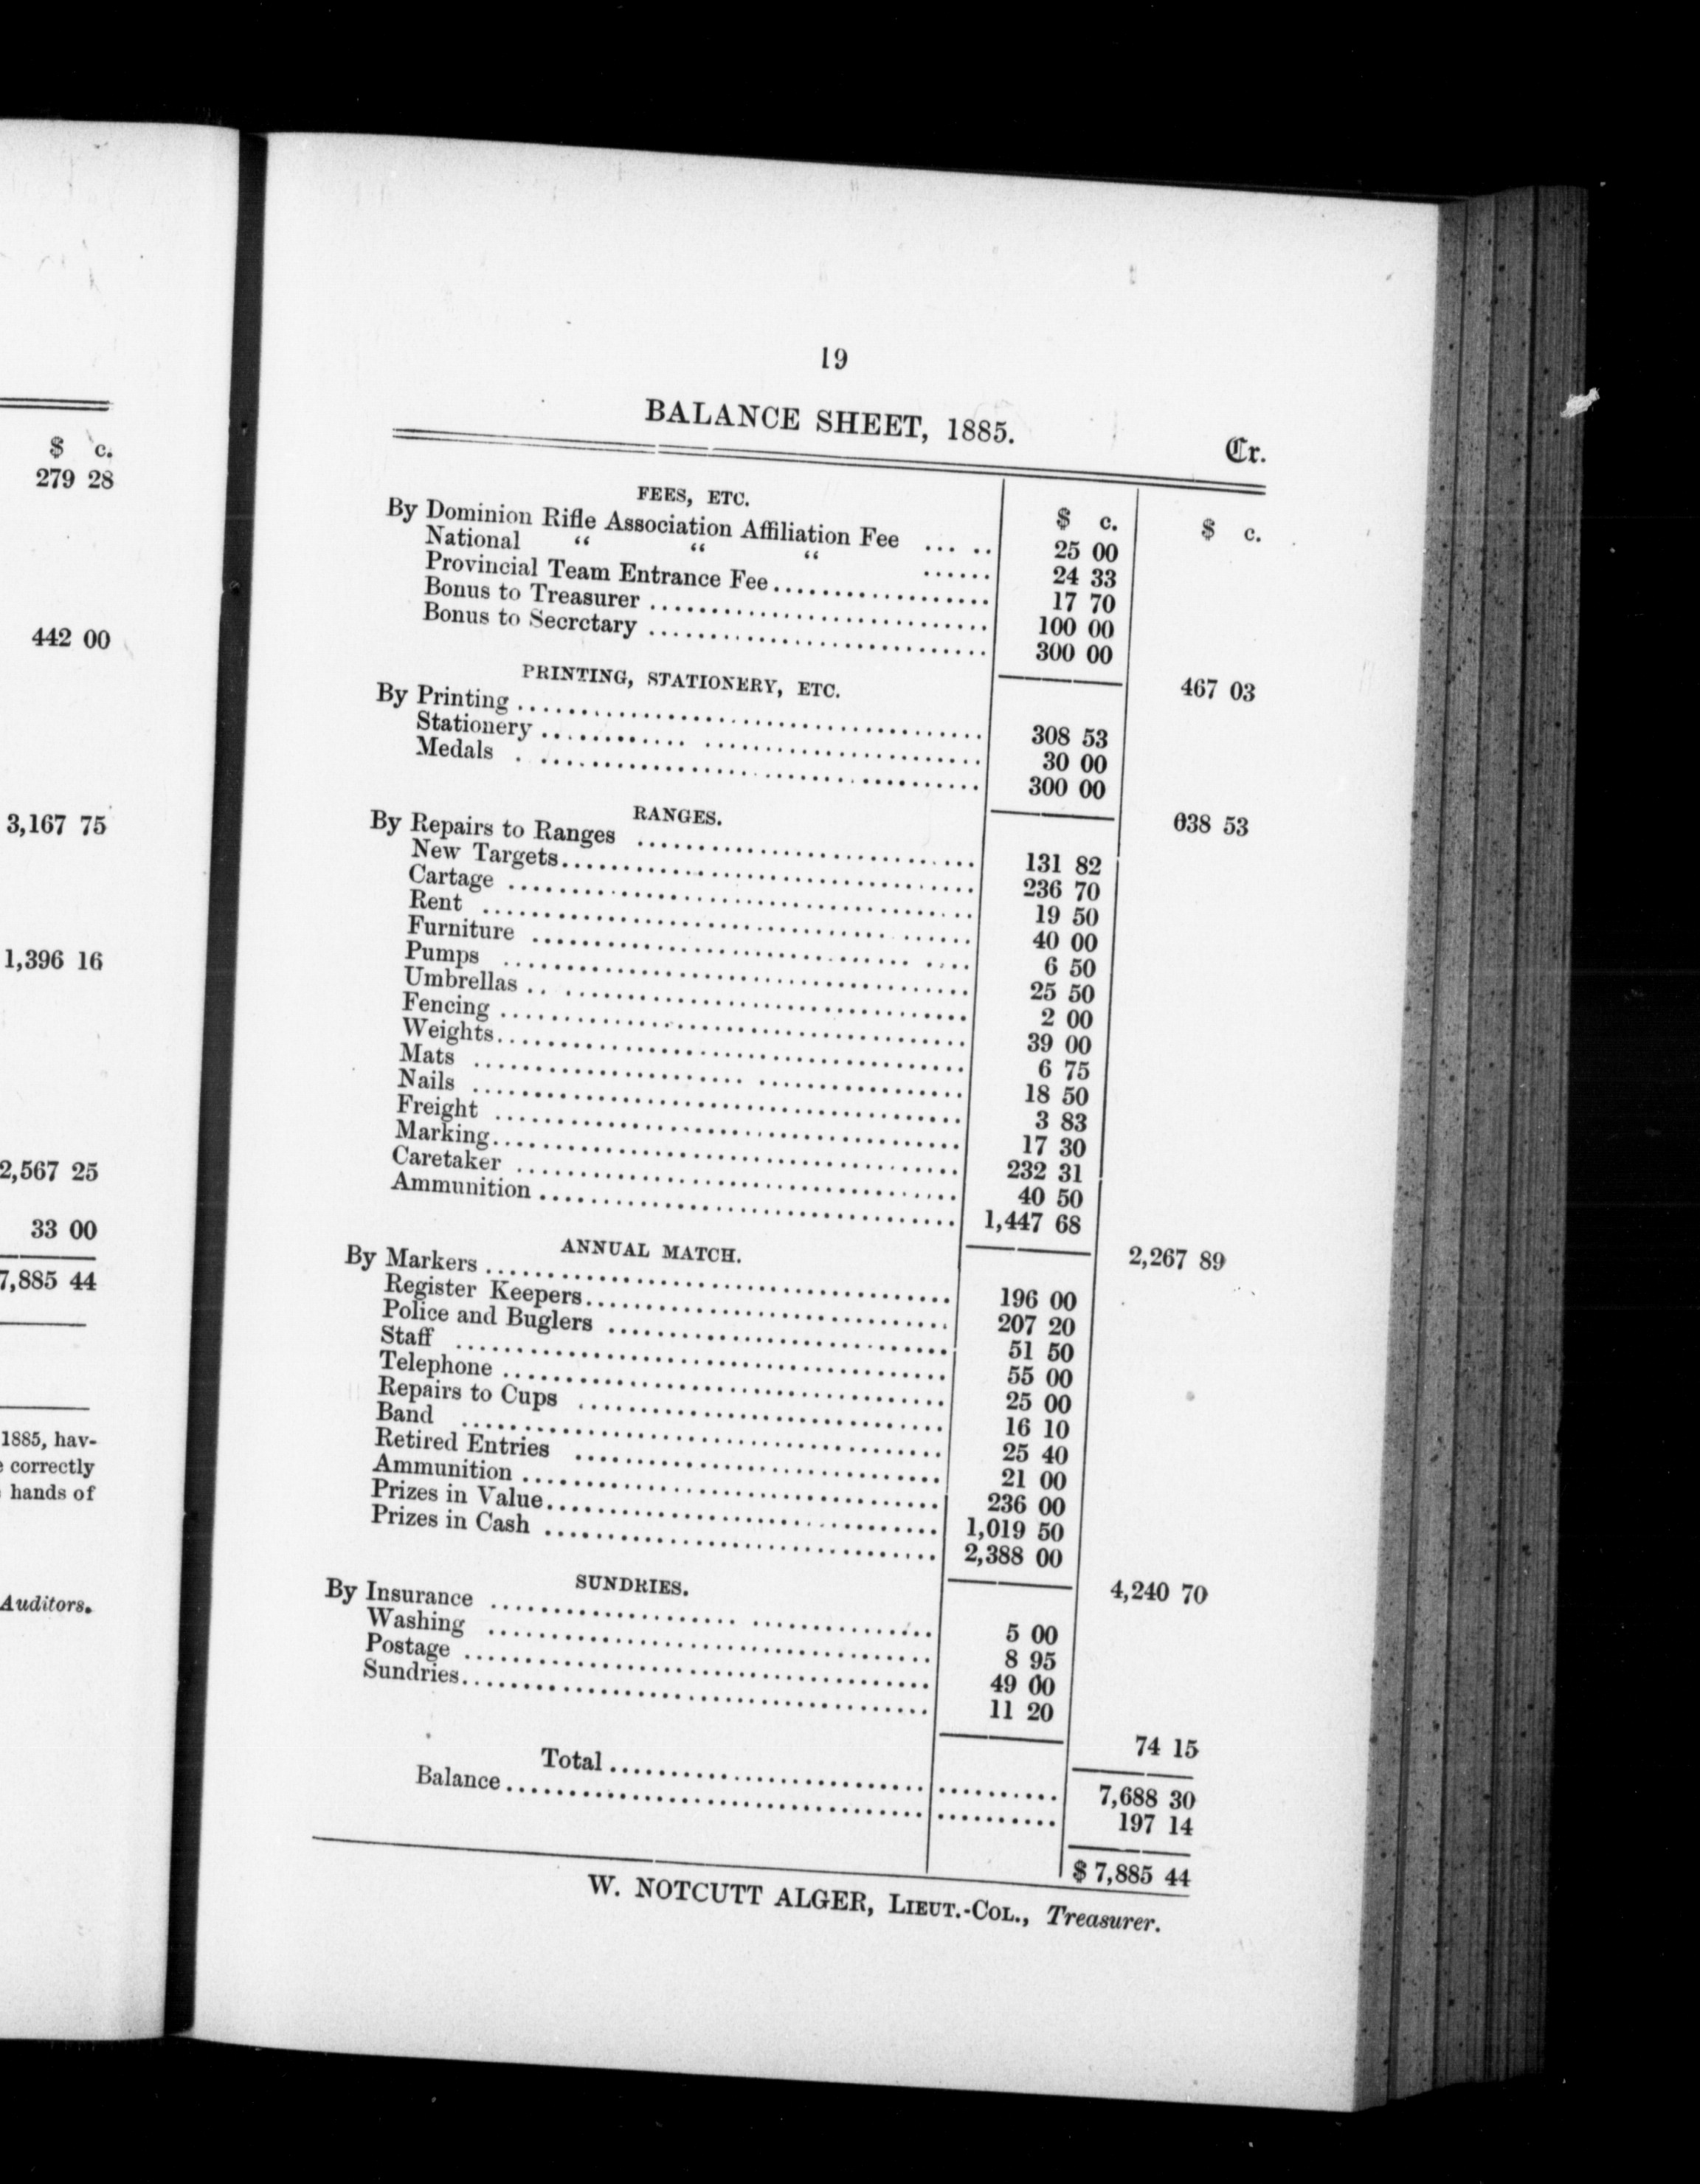 $ c.
279 28
442 00
3,167 75
1,396 16
2,567 25
33 00
7,885 44
1885, hav-
correctly
hands of
Auditors.
19
BALANCE SHEET, 1885.
Cr.
$ c. $ c.
FEES, ETC.
By Dominion Rifle Association Affiliation Fee ... .. 25 00
National “ “ “ ...... 24 33
Provincial Team Entrance Fee.................. 17 70
Bonus to Treasurer ............................ 100 00
Bonus to Secretary ............................ 300 00
467 03
PRINTING, STATIONERY, ETC.
By Printing .................................... 308 53
Stationery .................................... 30 00
Medals . .................................... 300 00
638 53
RANGES.
By Repairs to Ranges .......................... 131 82
New Targets................................ 236 70
Cartage .................................... 19 50
Rent .................................... 40 00
Furniture .................................... 6 50
Pumps .................................... 25 50
Umbrellas .. ................................ 2 00
Fencing .................................... 39 00
Weights.................................... 6 75
Mats .................................... 18 50
Nails .................................... 3 83
Freight .................................... 17 30
Marking.................................... 232 31
Caretaker .................................... 40 50
Ammunition ................................ 1,447 68
2,267 89
ANNUAL MATCH.
By Markers .................................... 196 00
Register Keepers............................ 207 20
Police and Buglers .......................... 51 50
Staff .................................... 55 00
Telephone .................................... 25 00
Repairs to Cups ............................ 16 10
Band .................................... 25 40
Retired Entries ............................ 21 00
Ammunition ................................ 236 00
Prizes in Value.............................. 1,019 50
Prizes in Cash .............................. 2,388 00
4,240 70
SUNDRIES.
By Insurance .................................. 5 00
Washing .................................... 8 95
Postage .................................... 49 00
Sundries.................................... 11 20
74 15
Total .................................... 7,688 30
Balance.................................... 197 14
$ 7,885 44
W. NOTCUTT ALGER, LIEUT.-COL., Treasurer.